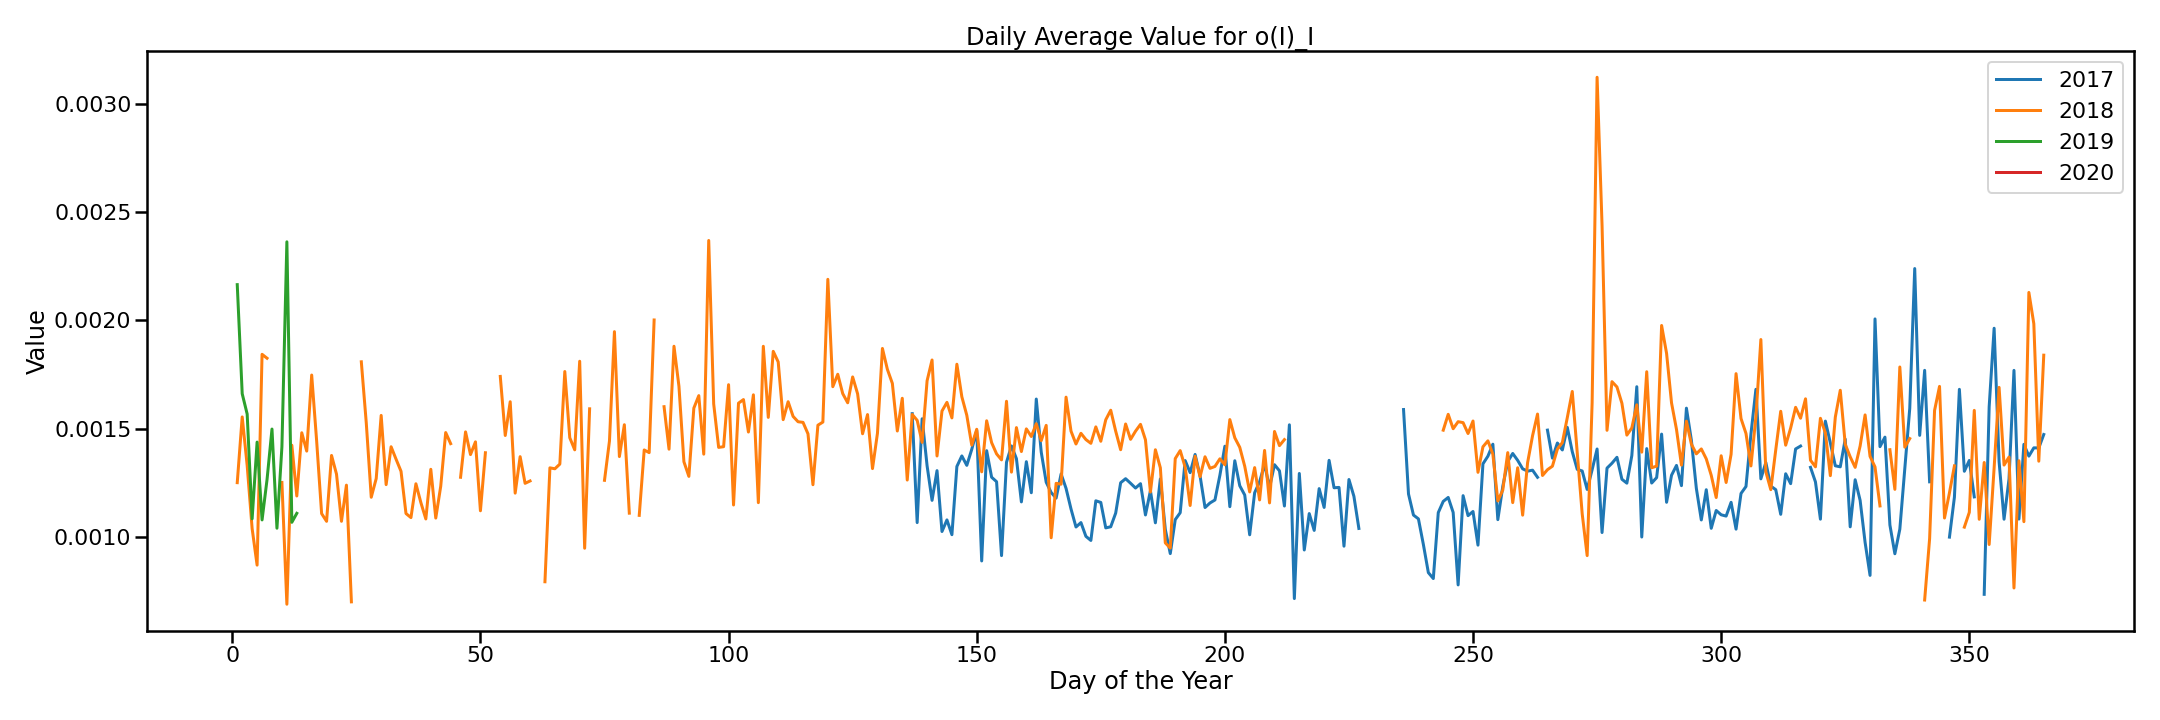 Daily Average Value for o(I)_I
2017
2018
2019
2020
Value
0.0030
0.0025
0.0020
0.0015
0.0010
0 50 100 150 200 250 300 350
Day of the Year